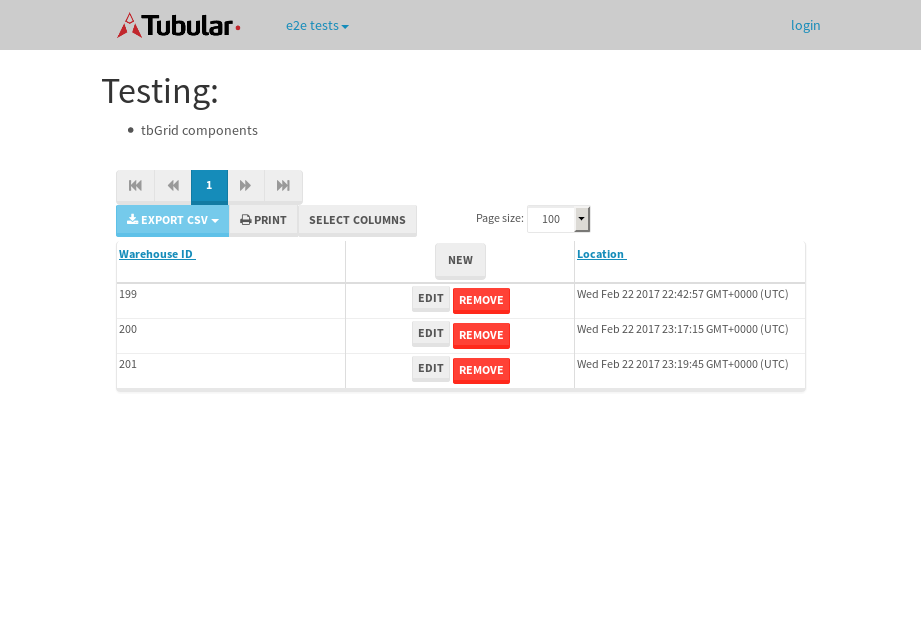 Tubular
e2e tests
login
Testing:
tbGrid components
1
EXPORT CSV
PRINT
SELECT COLUMNS
Page size: 100
Warehouse ID
NEW
Location
199 EDIT REMOVE Wed Feb 22 2017 22:42:57 GMT+0000 (UTC)
200 EDIT REMOVE Wed Feb 22 2017 23:17:15 GMT+0000 (UTC)
201 EDIT REMOVE Wed Feb 22 2017 23:19:45 GMT+0000 (UTC)